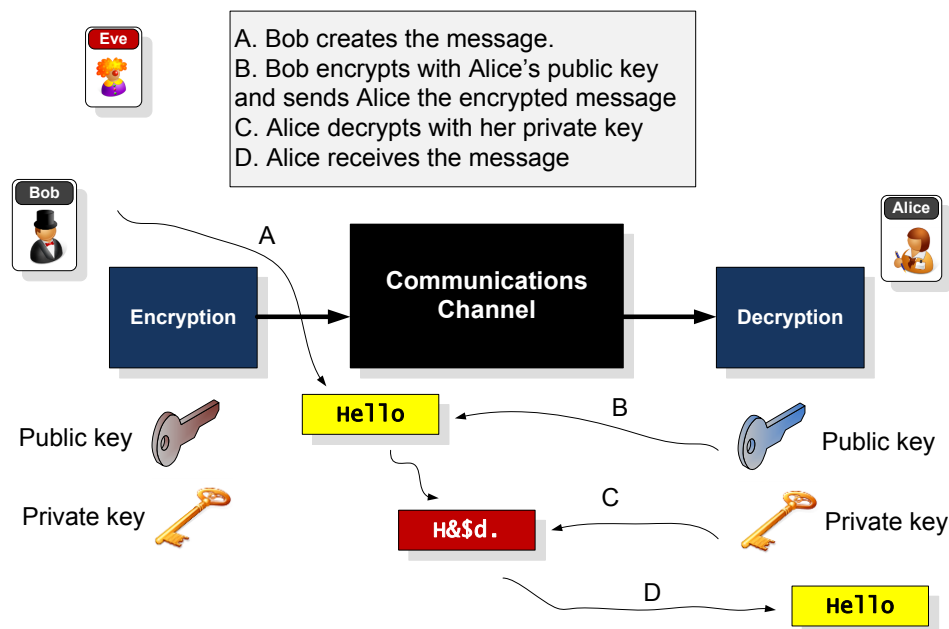 Eve
A. Bob creates the message.
B. Bob encrypts with Alice's public key
and sends Alice the encrypted message
C. Alice decrypts with her private key
D. Alice receives the message
Bob
Alice
A
Communications
Channel
Encryption
Decryption
Hello
B
Public key
Public key
Private key
C
Private key
H&$d.
D
Hello